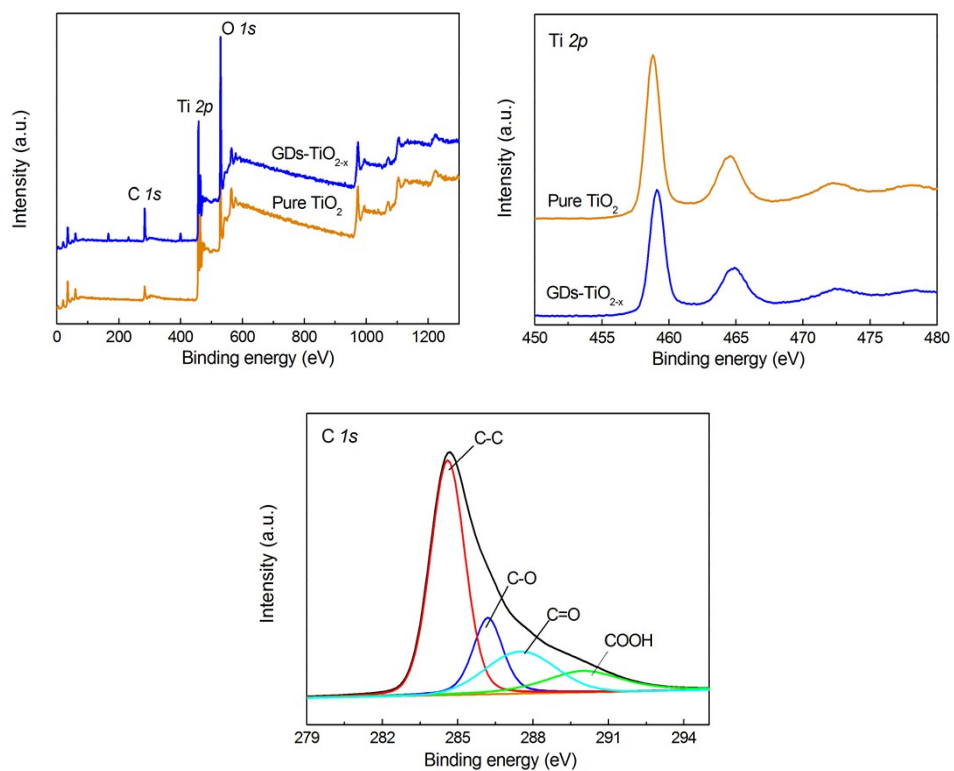 O 1s
Ti 2p
C 1s
GDs-TiO2-x
Pure TiO2
Intensity (a.u.)
0 200 400 600 800 1000 1200
Binding energy (eV)
Ti 2p
Intensity (a.u.)
Pure TiO2
GDs-TiO2-x
450 455 460 465 470 475 480
Binding energy (eV)
C 1s
C-C
C-O
C=O
COOH
Intensity (a.u.)
279 282 285 288 291 294
Binding energy (eV)